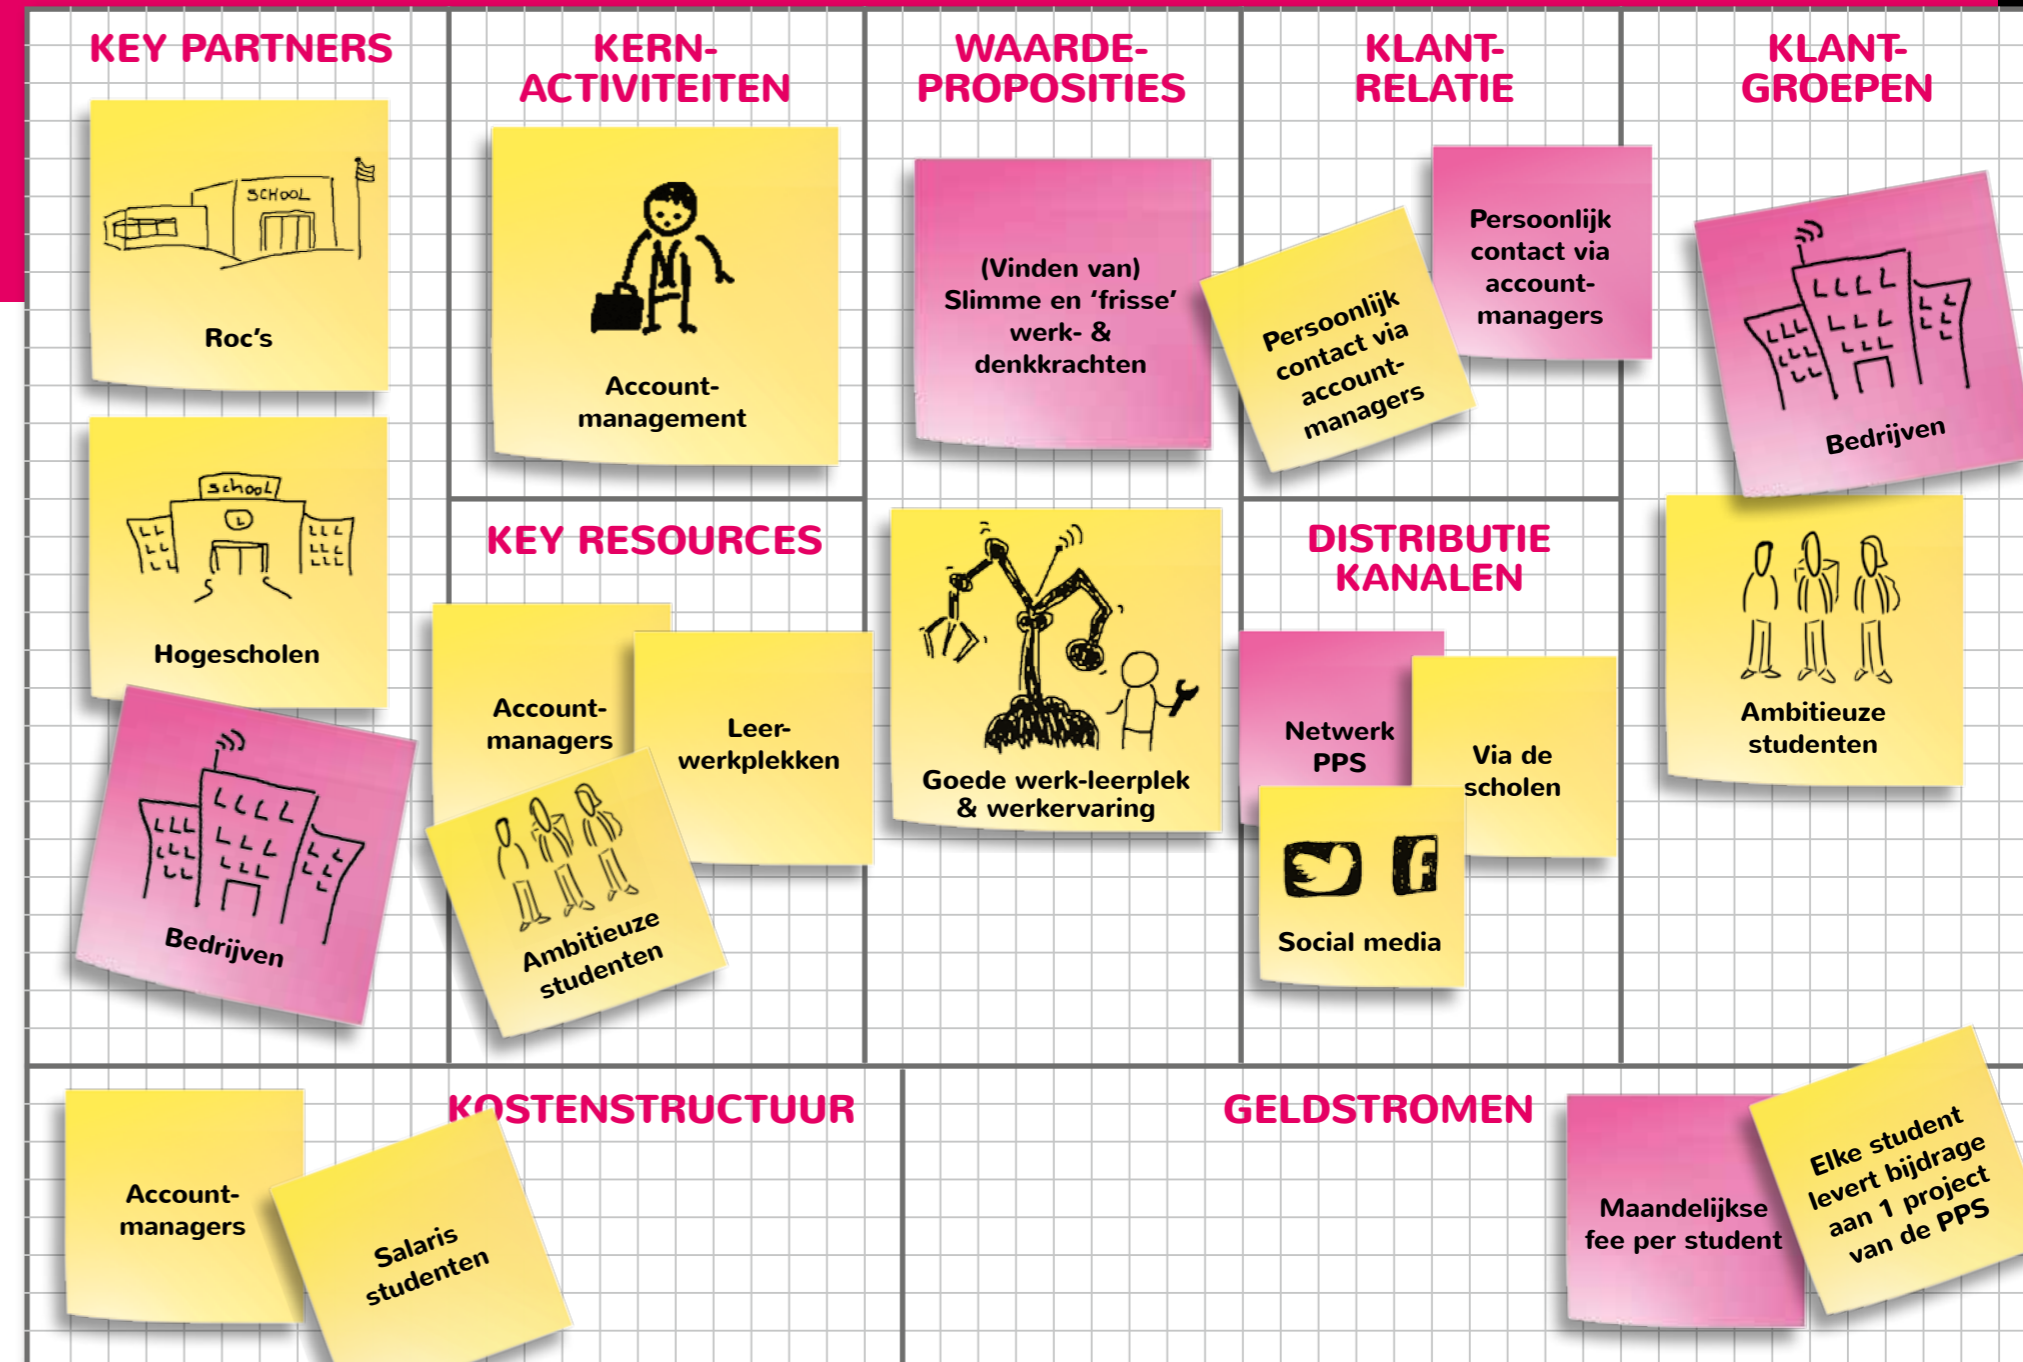 KEY PARTNERS
SCHOOL
Roc's
School
Hogescholen
Bedrijven
KERN-
ACTIVITEITEN
Account-
management
KEY RESOURCES
Account-
managers
Leer-
werkplekken
Ambitieuze
studenten
WAARDE-
PROPOSITIES
(Vinden van)
Slimme en 'frisse'
werk- &
denkkrachten
Goede werk-leerplek
& werkervaring
KLANT-
RELATIE
Persoonlijk
contact via
account-
managers
Persoonlijk
contact via
account-
managers
DISTRIBUTIE
KANALEN
Netwerk
PPS
Via de
scholen
Social media
KLANT-
GROEPEN
Bedrijven
Ambitieuze
studenten
KOSTENSTRUCTUUR
Account-
managers
Salaris
studenten
GELDSTROMEN
Maandelijkse
fee per student
Elke student
levert bijdrage
aan 1 project
van de PPS